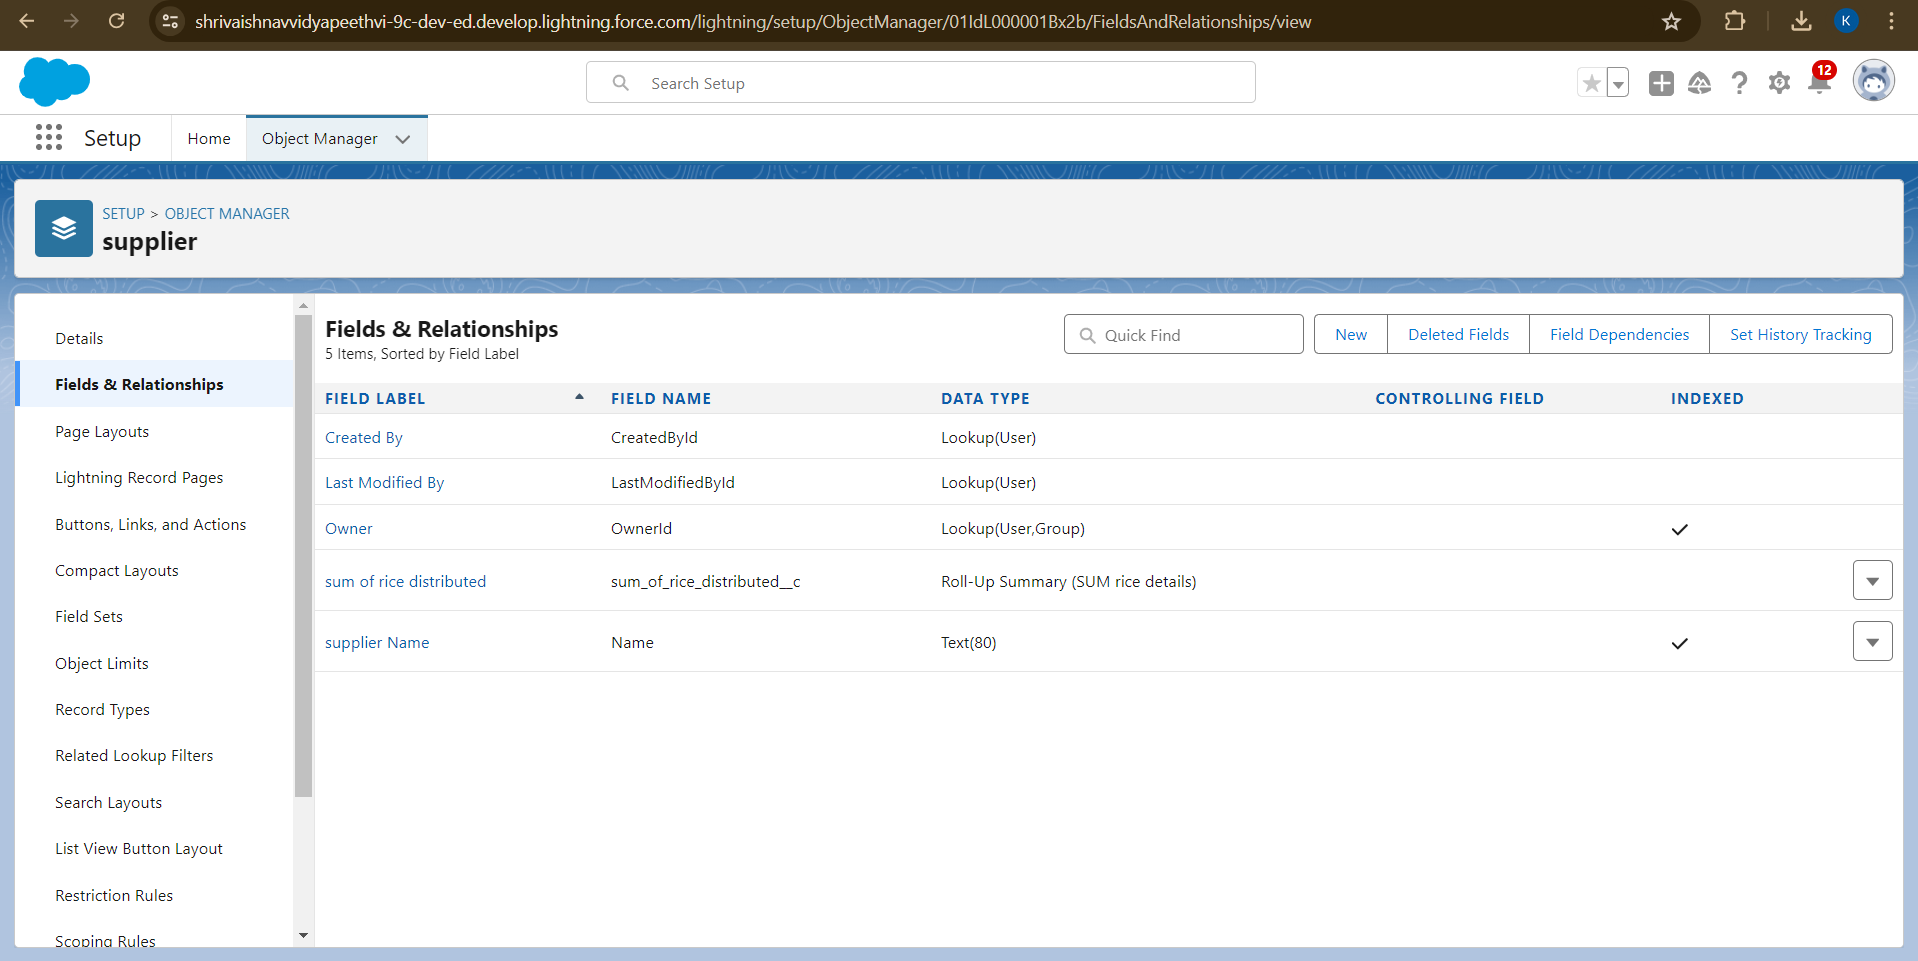 shrivaishnavvidyapeethvi-9c-dev-ed.develop.lightning.force.com/lightning/setup/ObjectManager/01IdL000001Bx2b/FieldsAndRelationships/view
K
Search Setup
12
Setup
Home
Object Manager
SETUP > OBJECT MANAGER
supplier
Details
Fields & Relationships
Page Layouts
Lightning Record Pages
Buttons, Links, and Actions
Compact Layouts
Field Sets
Object Limits
Record Types
Related Lookup Filters
Search Layouts
List View Button Layout
Restriction Rules
Scoping Rules
Fields & Relationships
5 Items, Sorted by Field Label
Quick Find
New
Deleted Fields
Field Dependencies
Set History Tracking
FIELD LABEL FIELD NAME DATA TYPE CONTROLLING FIELD INDEXED
Created By CreatedById Lookup(User)
Last Modified By LastModifiedById Lookup(User)
Owner OwnerId Lookup(User,Group)
sum of rice distributed sum_of_rice_distributed__c Roll-Up Summary (SUM rice details)
supplier Name Name Text(80)